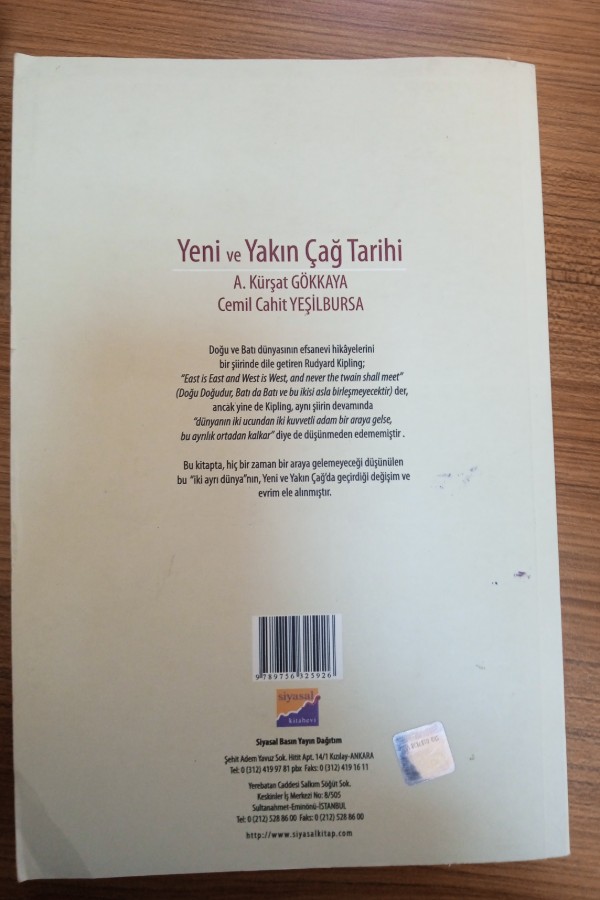 Yeni ve Yakın Çağ Tarihi
A. Kürşat GÖKKAYA
Cemil Cahit YEŞİLBURSA
Doğu ve Batı dünyasının efsanevi hikâyelerini
bir şiirinde dile getiren Rudyard Kipling;
“East is East and West is West, and never the twain shall meet”
(Doğu Doğudur, Batı da Batı ve bu ikisi asla birleşmeyecektir) der,
ancak yine de Kipling, aynı şiirin devamında
“dünyanın iki ucundan iki kuvvetli adam bir araya gelse,
bu ayrılık ortadan kalkar” diye de düşünmeden edememiştir .
Bu kitapta, hiç bir zaman bir araya gelemeyeceği düşünülen
bu “iki ayrı dünya”nın, Yeni ve Yakın Çağ’da geçirdiği değişim ve
evrim ele alınmıştır.
9 789756 325926
siyasal
kitabevi
Siyasal Basın Yayın Dağıtım
Şehit Adem Yavuz Sok. Hitit Apt. 14/1 Kızılay-ANKARA
Tel: 0 (312) 419 97 81 pbx Faks: 0 (312) 419 16 11
Yerebatan Caddesi Salkım Söğüt Sok.
Keskinler İş Merkezi No: 8/505
Sultanahmet-Eminönü-İSTANBUL
Tel: 0 (212) 528 86 00 Faks: 0 (212) 528 86 00
http://www.siyasalkitap.com